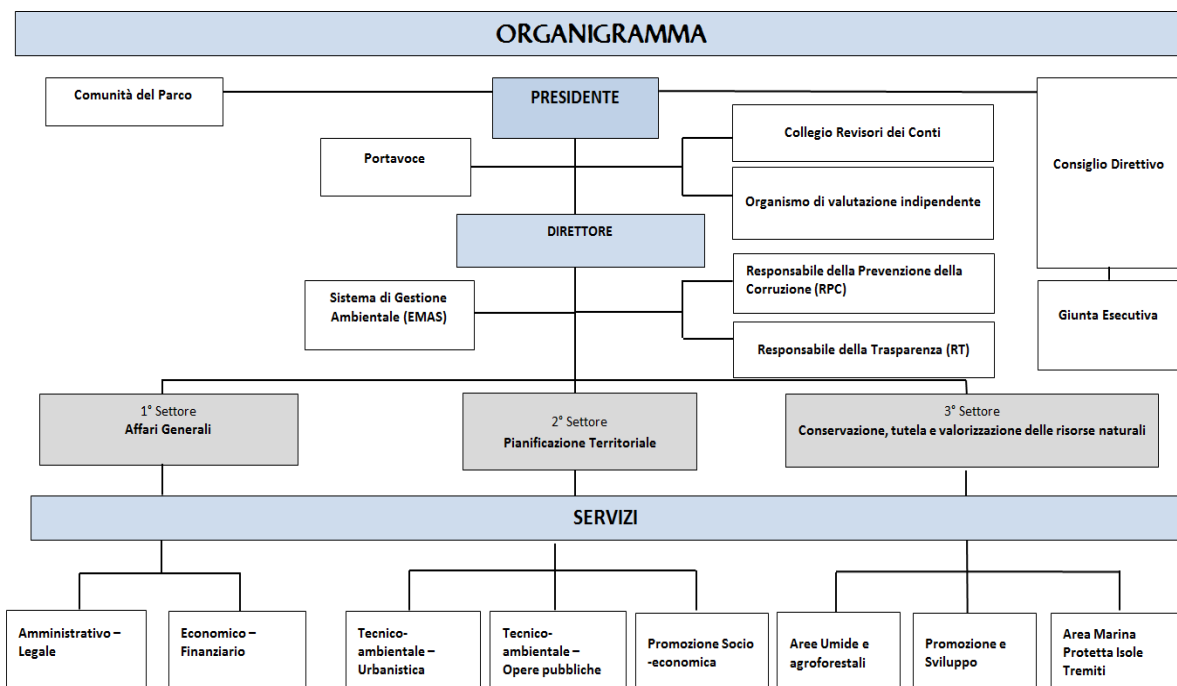 ORGANIGRAMMA
Comunità del Parco
PRESIDENTE
Consiglio Direttivo
Portavoce
Collegio Revisori dei Conti
Organismo di valutazione indipendente
DIRETTORE
Sistema di Gestione
Ambientale (EMAS)
Responsabile della Prevenzione della
Corruzione (RPC)
Responsabile della Trasparenza (RT)
Giunta Esecutiva
1° Settore
Affari Generali
2° Settore
Pianificazione Territoriale
3° Settore
Conservazione, tutela e valorizzazione delle risorse naturali
SERVIZI
Amministrativo –
Legale
Economico –
Finanziario
Tecnico-
ambientale –
Urbanistica
Tecnico-
ambientale –
Opere pubbliche
Promozione Socio
-economica
Aree Umide e
agroforestali
Promozione e
Sviluppo
Area Marina
Protetta Isole
Tremiti